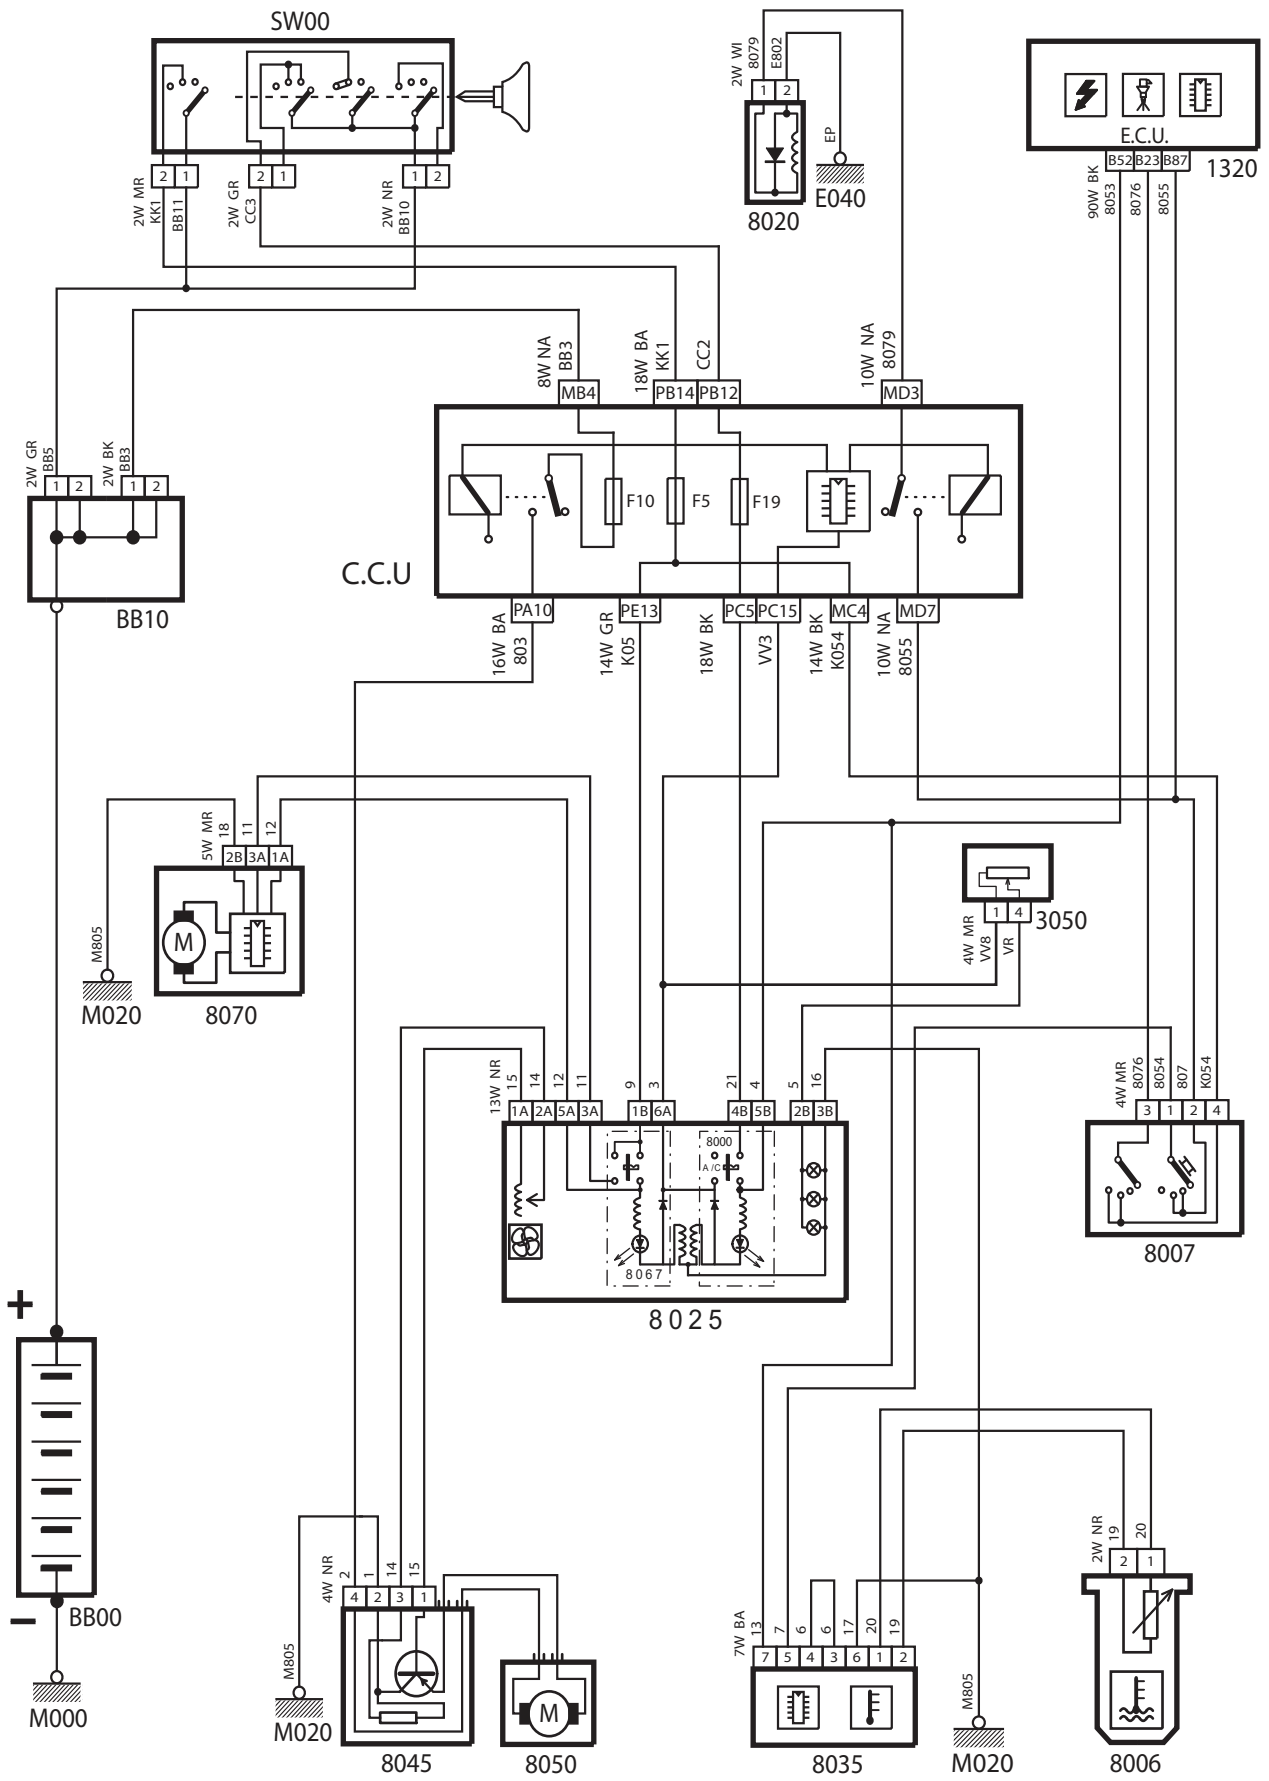 SW00
2 1
2 1
1 2
2W MR
KK1
BB11
2W GR
CC3
2W NR
BB10
2W WI
8079
E802
1 2
EP
8020
E040
E.C.U.
B52 B23 B87
1320
90W BK
8053
8076
8055
8W NA
BB3
18W BA
KK1
CC2
10W NA
8079
MB4
PB14
PB12
MD3
F10
F5
F19
C.C.U
PA10
PE13
PC5
PC15
MC4
MD7
16W BA
803
14W GR
K05
18W BK
VV3
14W BK
K054
10W NA
8055
2W GR
BB5
2W BK
BB3
1 2
1 2
BB10
5W MR
18
11
12
2B 3A 1A
M805
M020
M
8070
1 4
3050
4W MR
VV8
VR
13W NR
15
14
12
11
9
3
21
4
5
16
1A 2A 5A 3A
1B 6A
4B 5B
2B 3B
8000
A/C
8067
8025
4W MR
8076
8054
807
K054
3 1 2 4
8007
+
−
BB00
M000
4W NR
2
1
14
15
4 2 3 1
M805
M020
8045
M
8050
7W BA
13
7
6
6
17
20
19
7 5 4 3 6 1 2
8035
M805
M020
2W NR
19
20
2 1
8006